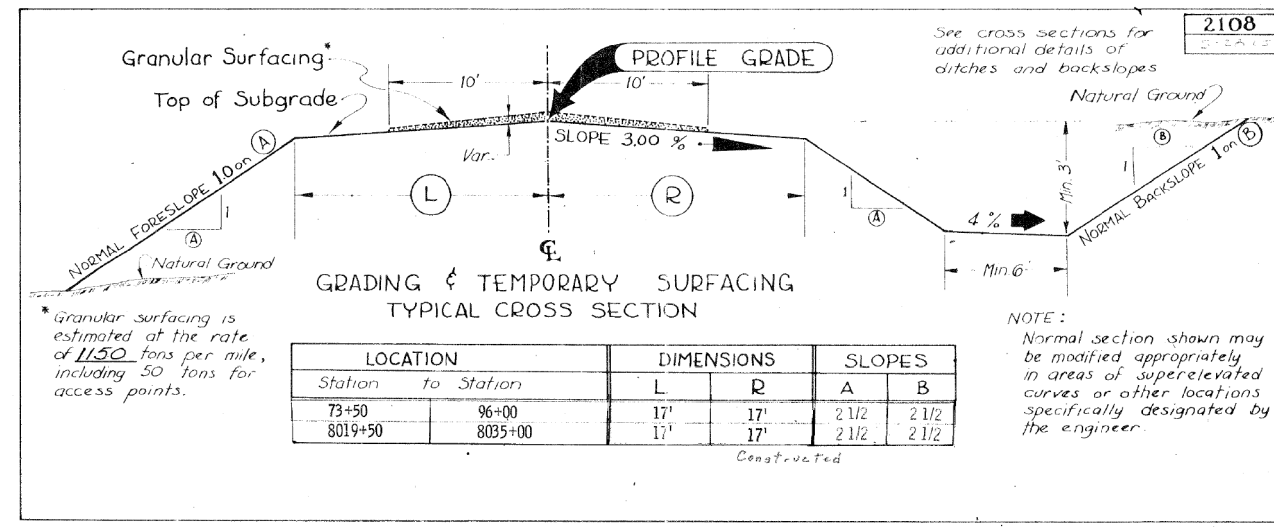 See cross sections for
additional details of
ditches and backslopes
2108
Granular Surfacing*
PROFILE GRADE
10'
10'
Top of Subgrade
Natural Ground
SLOPE 3.00 %
Var.
NORMAL FORESLOPE 1.0 on A
1
A
Natural Ground
L
R
1
A
4 %
Min. 6'
Min. 3'
B
1
NORMAL BACKSLOPE 1 on B
CL
GRADING & TEMPORARY SURFACING
TYPICAL CROSS SECTION
* Granular surfacing is
estimated at the rate
of 1150 tons per mile,
including 50 tons for
access points.
NOTE:
Normal section shown may
be modified appropriately
in areas of superelevated
curves or other locations
specifically designated by
the engineer.
LOCATION DIMENSIONS SLOPES
Station to Station L R A B
73+50 96+00 17' 17' 2 1/2 2 1/2
8019+50 8035+00 17' 17' 2 1/2 2 1/2
Constructed